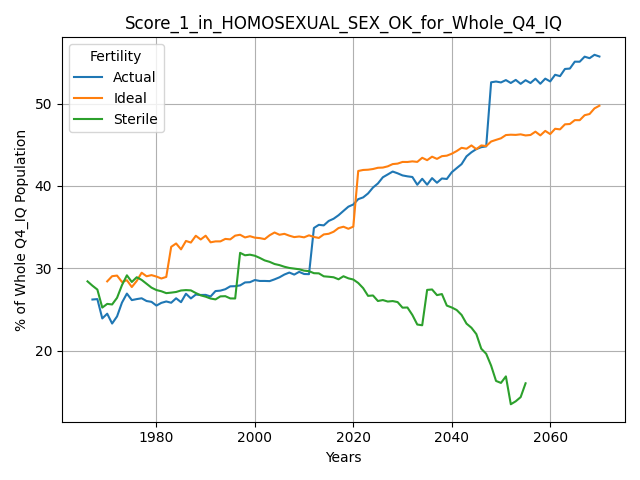 Score_1_in_HOMOSEXUAL_SEX_OK_for_Whole_Q4_IQ
Fertility
Actual
Ideal
Sterile
% of Whole Q4_IQ Population
50
40
30
20
1980
2000
2020
2040
2060
Years